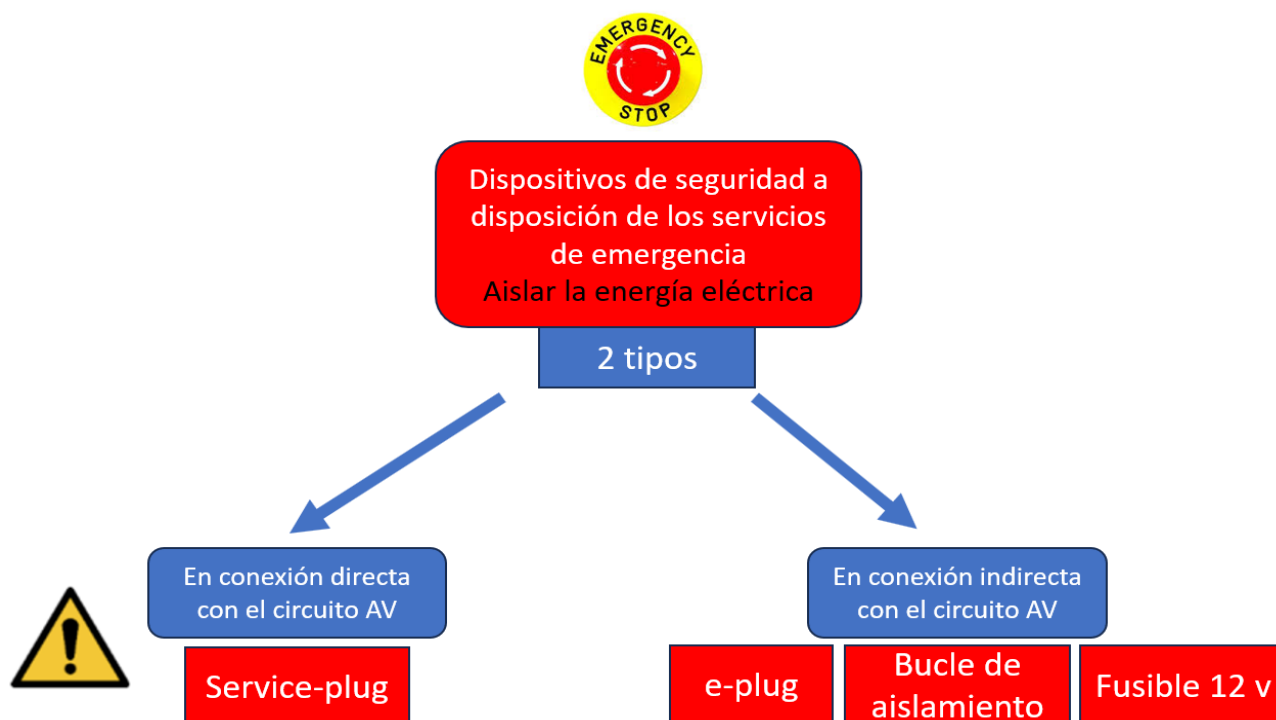 EMERGENCY
STOP
Dispositivos de seguridad a
disposición de los servicios
de emergencia
Aislar la energía eléctrica
2 tipos
En conexión directa
con el circuito AV
Service-plug
En conexión indirecta
con el circuito AV
e-plug
Bucle de
aislamiento
Fusible 12 v